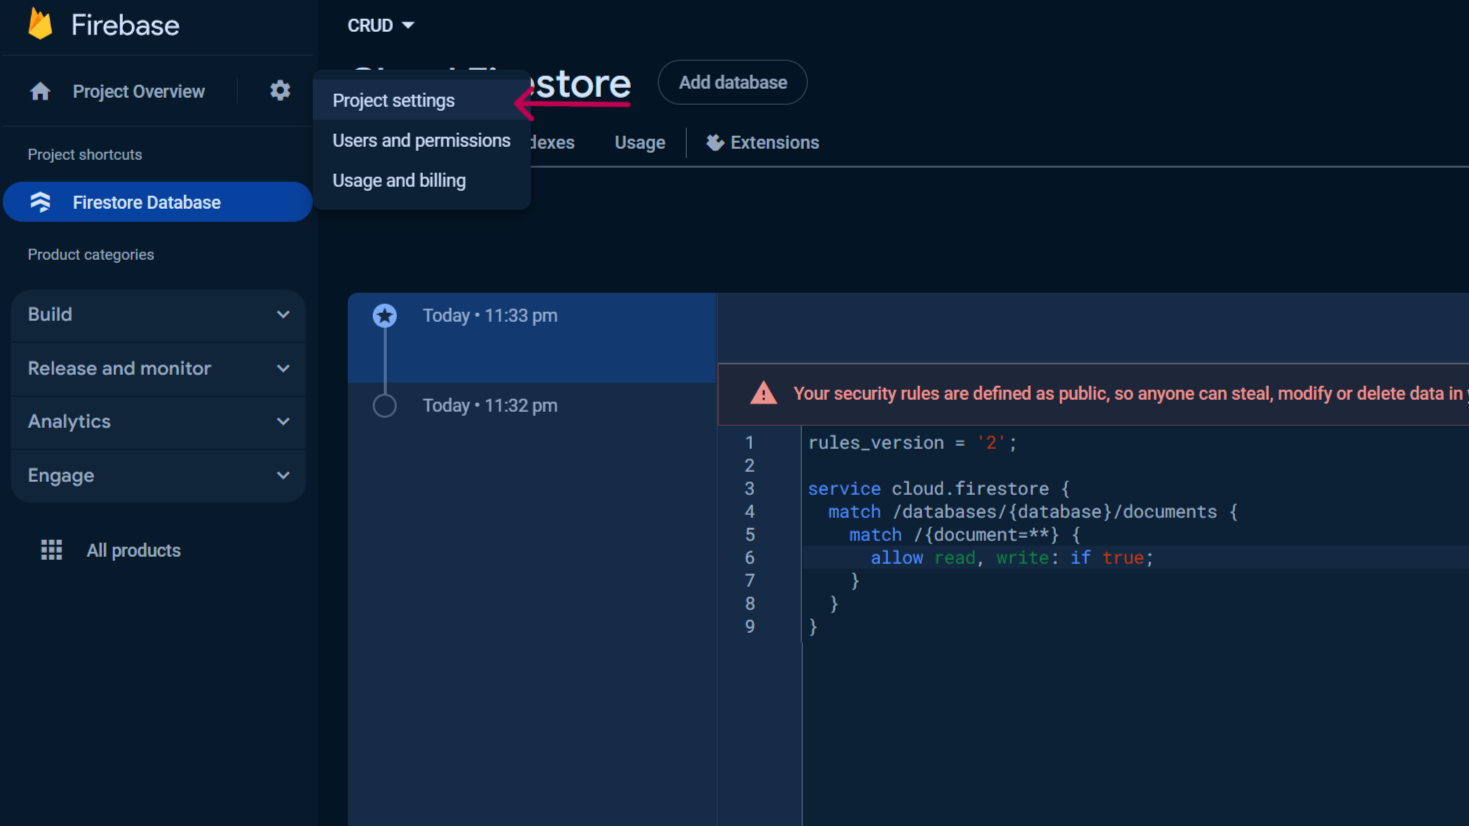 Firebase
CRUD
Project Overview
Project settings
Users and permissions
Usage and billing
estore
Add database
dexes
Usage
Extensions
Project shortcuts
Firestore Database
Product categories
Build
Release and monitor
Analytics
Engage
All products
Today • 11:33 pm
Today • 11:32 pm
Your security rules are defined as public, so anyone can steal, modify or delete data in
1 rules_version = '2';
2
3 service cloud.firestore {
4 match /databases/{database}/documents {
5 match /{document=**} {
6 allow read, write: if true;
7 }
8 }
9 }